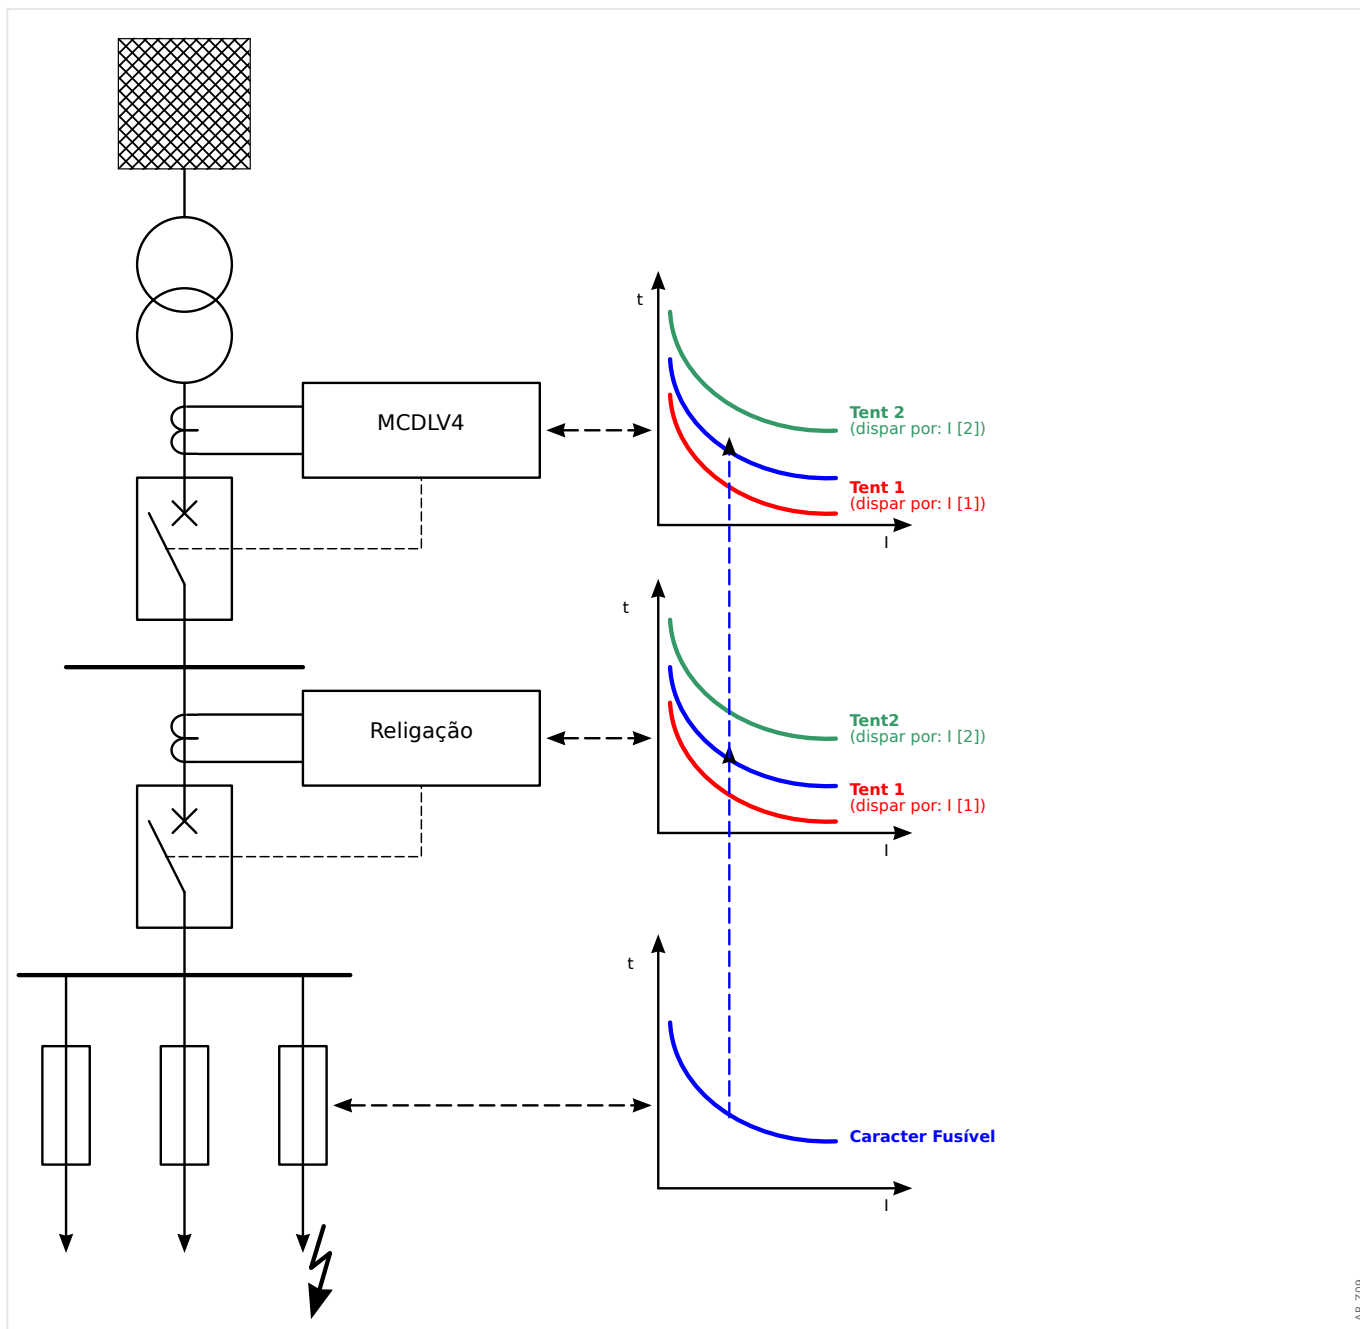 t
MCDLV4
Tent 2
(dispar por: I [2])
Tent 1
(dispar por: I [1])
I
t
Religação
Tent2
(dispar por: I [2])
Tent 1
(dispar por: I [1])
I
t
Caracter Fusível
I
AR_Z09